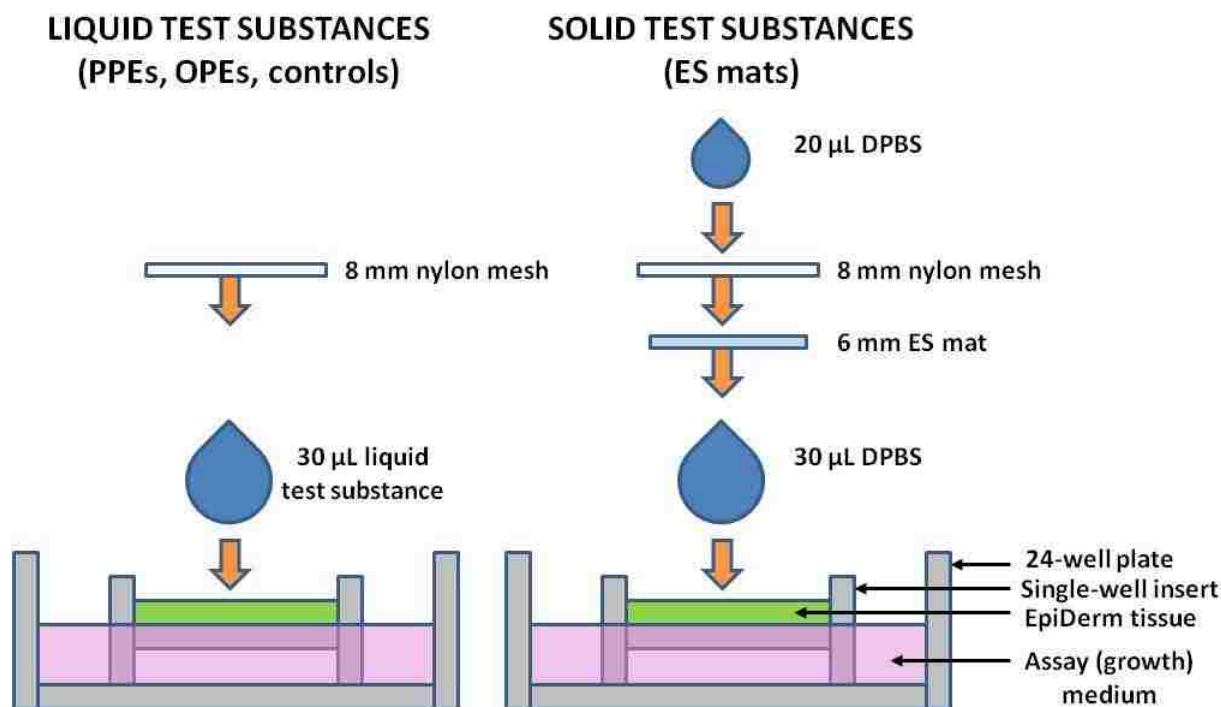 LIQUID TEST SUBSTANCES
(PPEs, OPEs, controls)
8 mm nylon mesh
30 µL liquid
test substance
SOLID TEST SUBSTANCES
(ES mats)
20 µL DPBS
8 mm nylon mesh
6 mm ES mat
30 µL DPBS
24-well plate
Single-well insert
EpiDerm tissue
Assay (growth)
medium